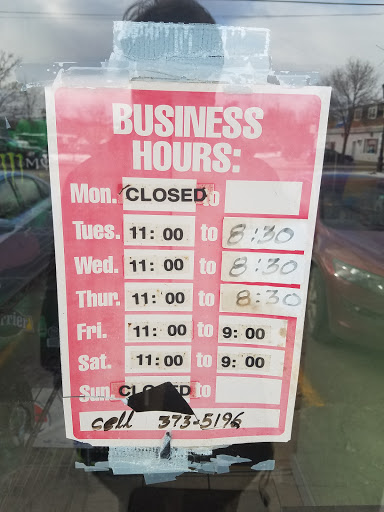 BUSINESS
HOURS:
Mon. CLOSED to
Tues. 11: 00 to 8:30
Wed. 11: 00 to 8:30
Thur. 11: 00 to 8:30
Fri. 11: 00 to 9: 00
Sat. 11: 00 to 9: 00
Sun. CLOSED to
cell 373-5196